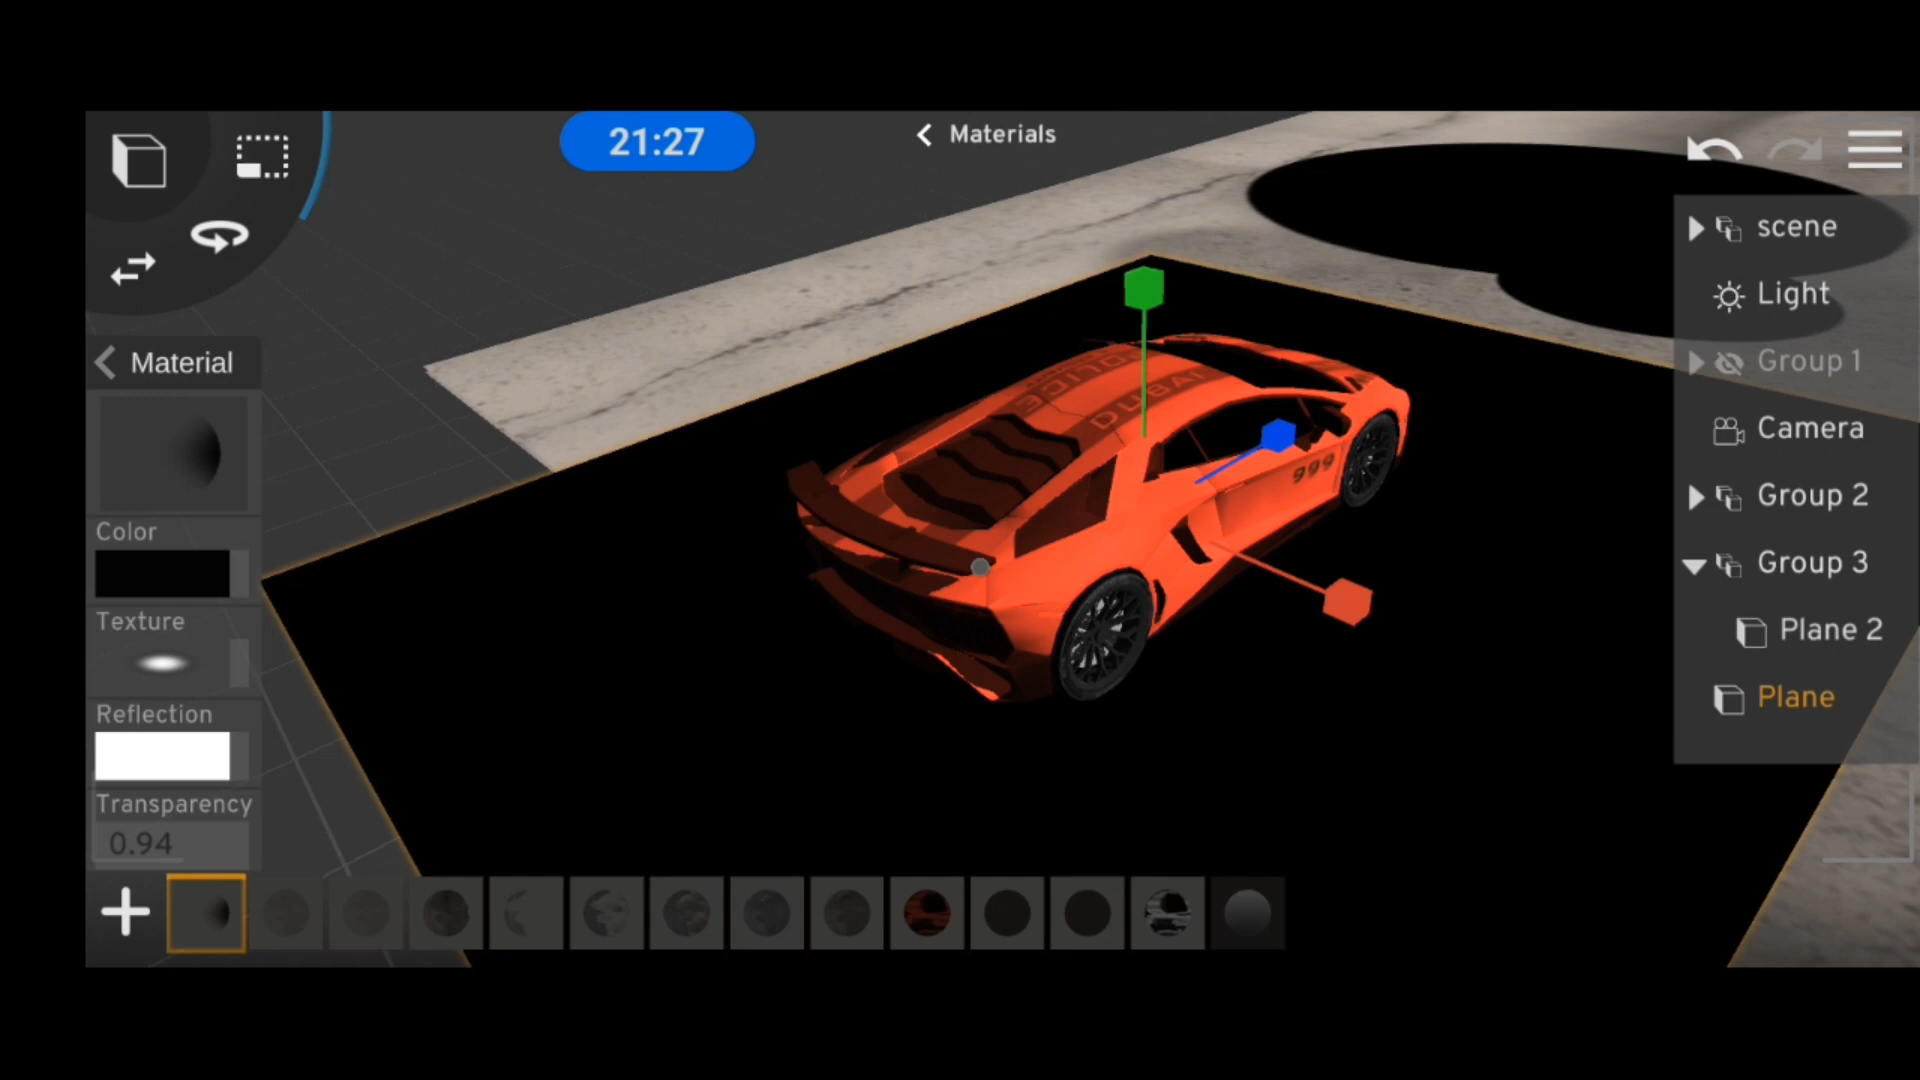 21:27
Materials
scene
Light
Group 1
Camera
Group 2
Group 3
Plane 2
Plane
Material
Color
Texture
Reflection
Transparency
0.94
POLICE
DUBAI
999